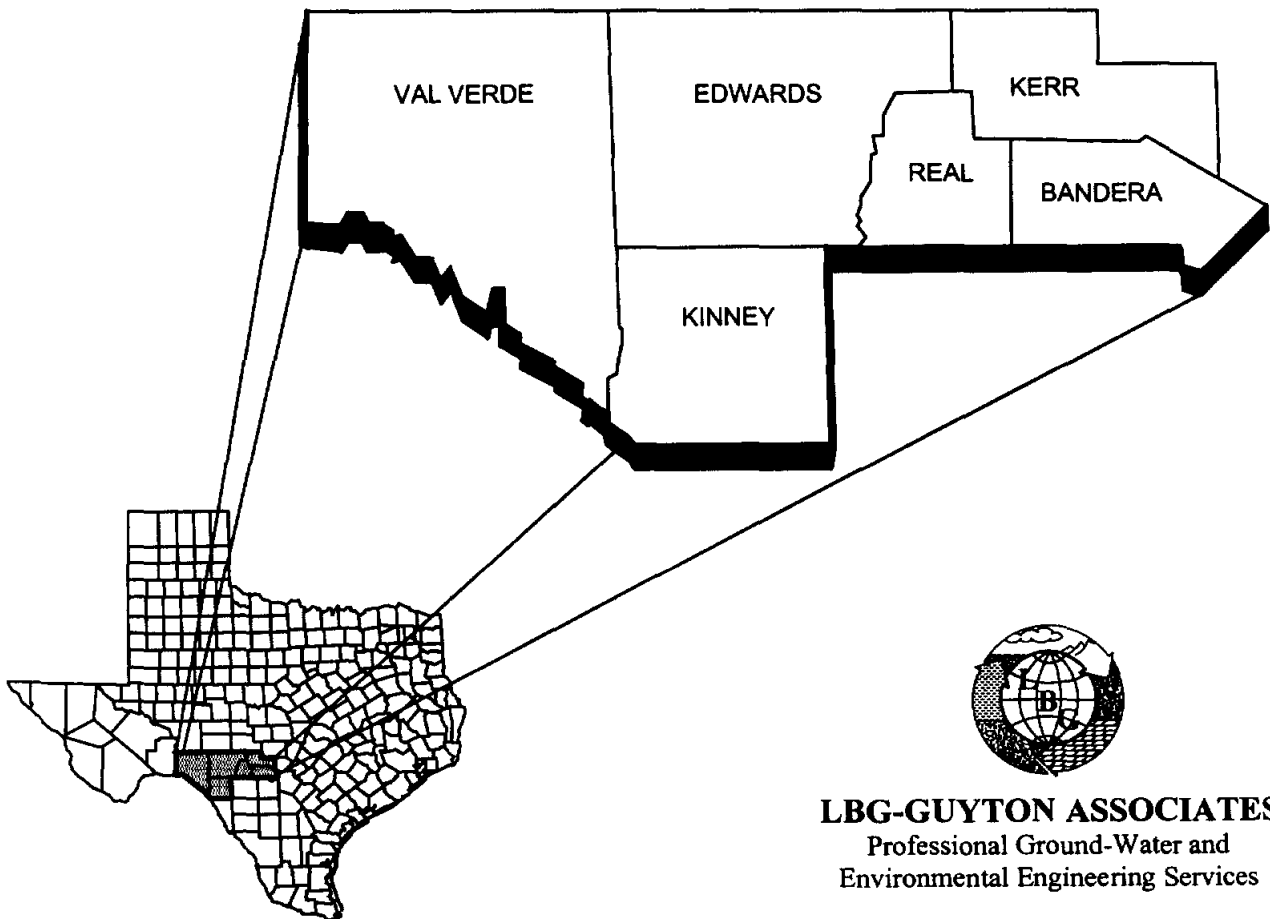 VAL VERDE
EDWARDS
KERR
REAL
BANDERA
KINNEY
L
B
G
LBG-GUYTON ASSOCIATES
Professional Ground-Water and
Environmental Engineering Services